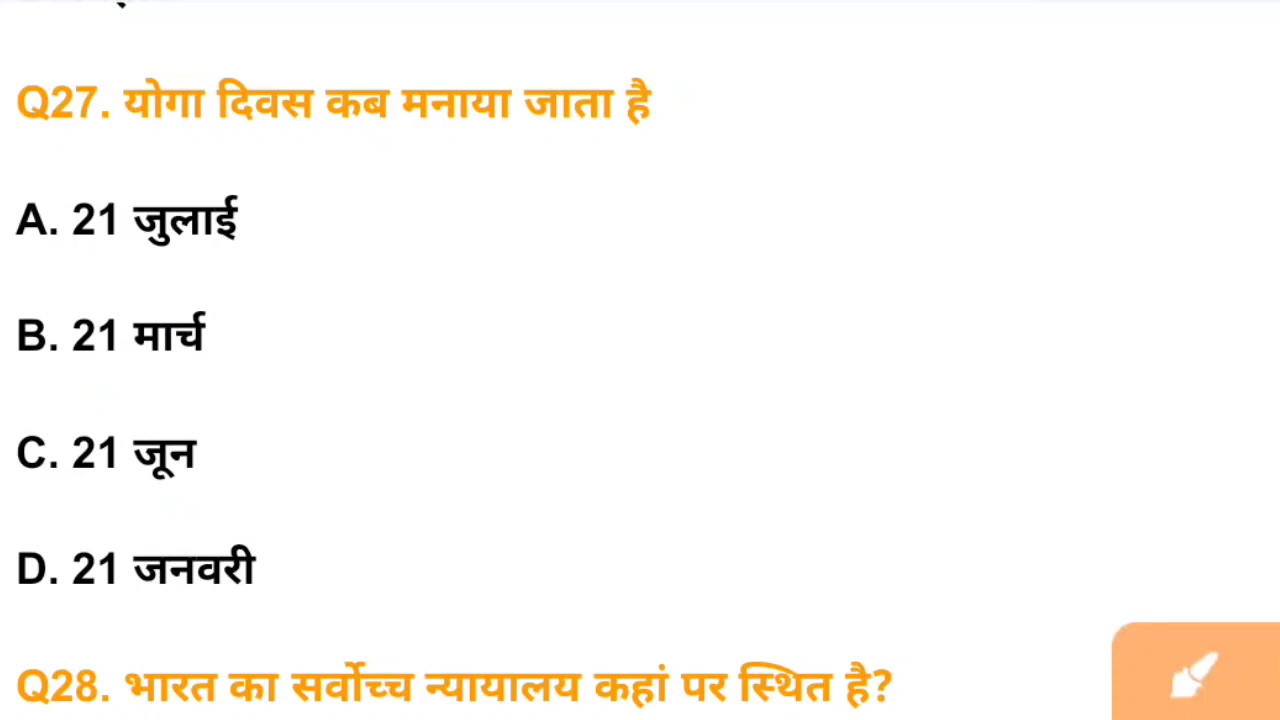 Q27. योगा दिवस कब मनाया जाता है
A. 21 जुलाई
B. 21 मार्च
C. 21 जून
D. 21 जनवरी
Q28. भारत का सर्वोच्च न्यायालय कहां पर स्थित है?